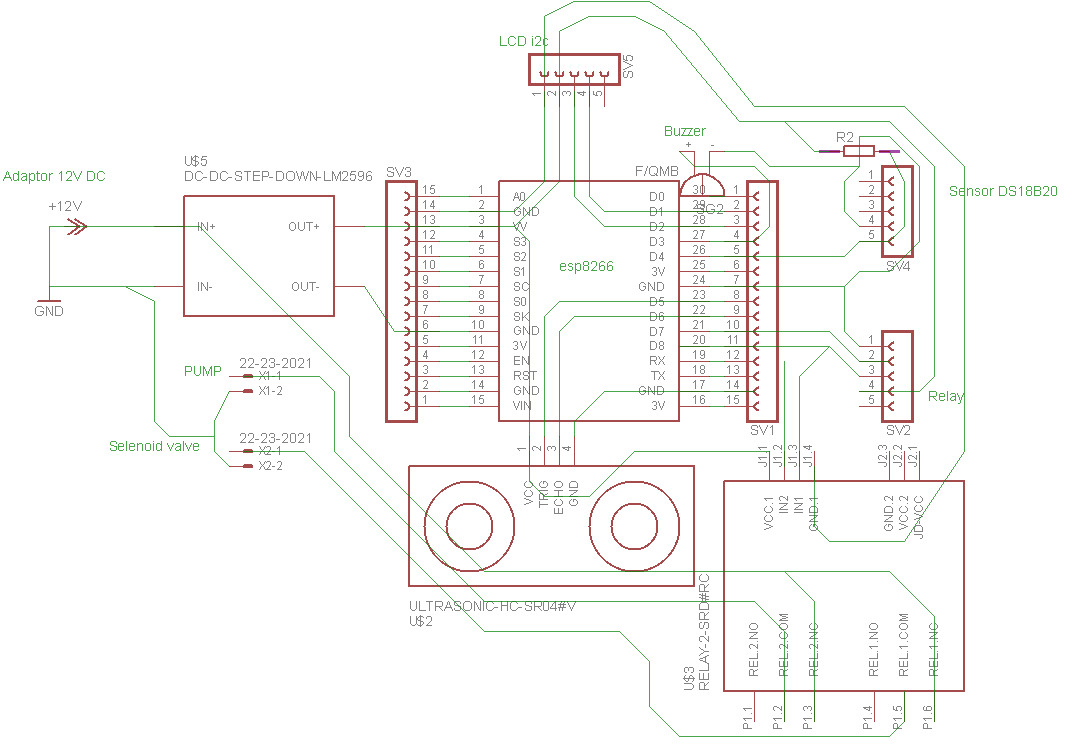 LCD i2c
SV5
1
2
3
4
5
Buzzer
+ -
R2
U$5
DC-DC-STEP-DOWN-LM2596
SV3
F/QMB
Adaptor 12V DC
Sensor DS18B20
+12V
IN+ OUT+
IN- OUT-
GND
15 1 A0 D0 30 1
14 2 GND D1 29 2
13 3 VV D2 28 3
12 4 S3 D3 27 4
11 5 S2 D4 26 5
10 6 S1 3V 25 6
9 7 SC GND 24 7
8 8 S0 D5 23 8
7 9 SK D6 22 9
6 10 GND D7 21 10
5 11 3V D8 20 11
4 12 EN RX 19 12
3 13 RST TX 18 13
2 14 GND GND 17 14
1 15 VIN 3V 16 15
SG2
esp8266
1
2
3
4
5
SV4
1
2
3
4
5
SV2
Relay
SV1
22-23-2021
PUMP
X1-1
X1-2
22-23-2021
Selenoid valve
X2-1
X2-2
1
2
3
4
VCC
TRIG
ECHO
GND
ULTRASONIC-HC-SR04#V
U$2
J1.1
J1.2
J1.3
J1.4
J2.3
J2.2
J2.1
VCC.1
IN2
IN1
GND.1
GND.2
VCC.2
JD-VCC
U$3
RELAY-2-SRD#RC
REL.2.NO
REL.2.COM
REL.2.NC
REL.1.NO
REL.1.COM
REL.1.NC
P1.1
P1.2
P1.3
P1.4
P1.5
P1.6